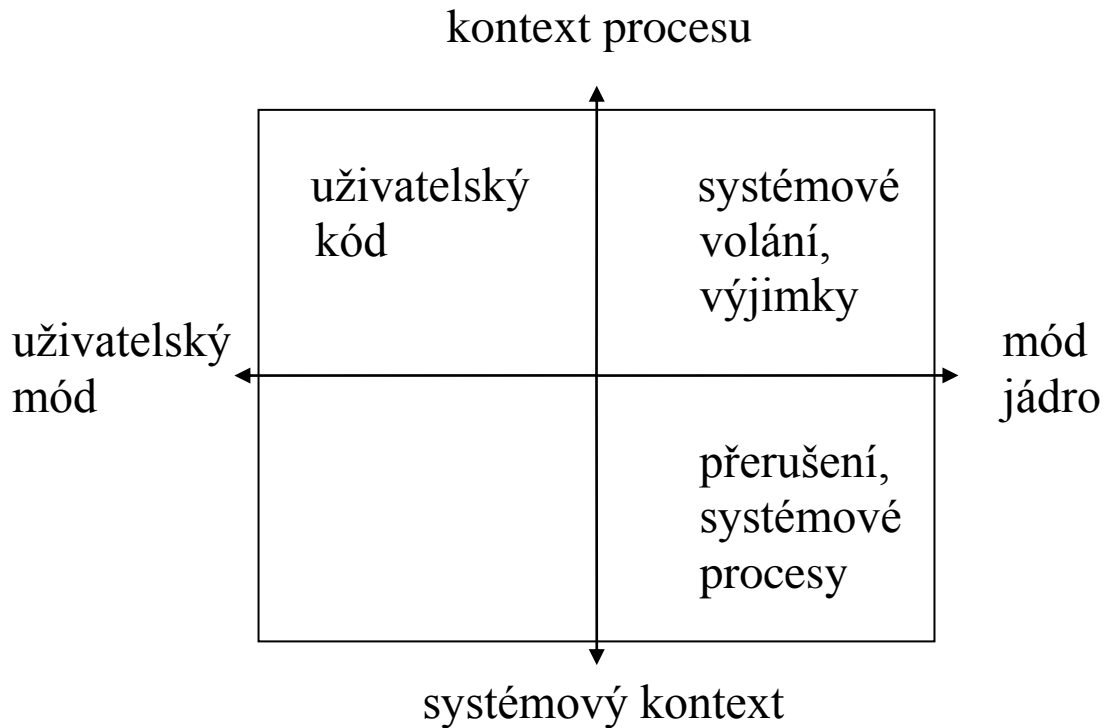 kontext procesu
uživatelský
kód
systémové
volání,
výjimky
uživatelský
mód
mód
jádro
přerušení,
systémové
procesy
systémový kontext